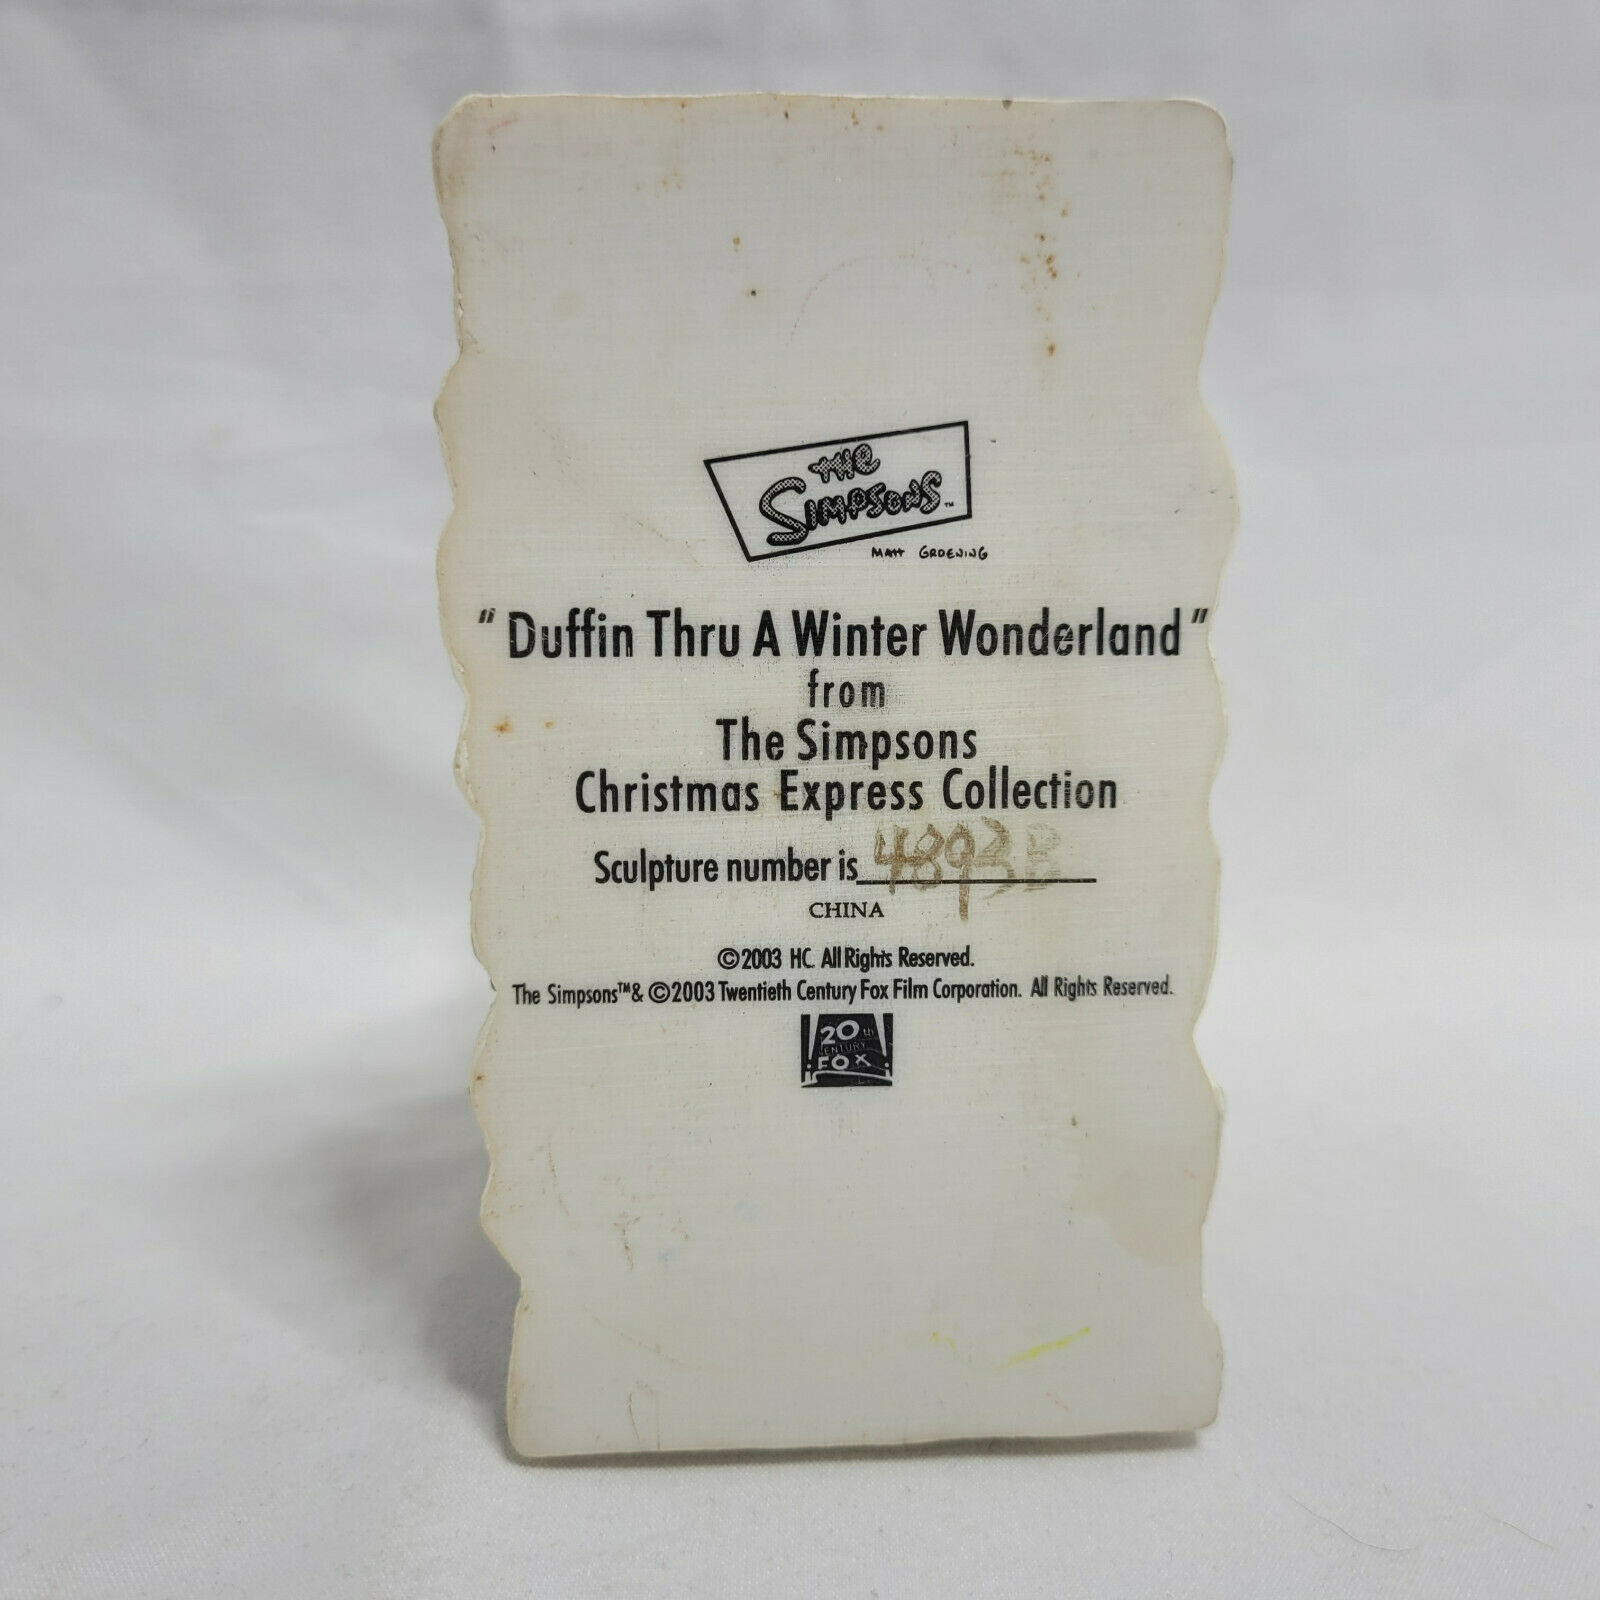 THE
SIMPSONS™
MATT GROENING
"Duffin Thru A Winter Wonderland"
from
The Simpsons
Christmas Express Collection
Sculpture number is 4893B
CHINA
©2003 HC. All Rights Reserved.
The Simpsons™& ©2003 Twentieth Century Fox Film Corporation. All Rights Reserved.
20th
CENTURY
FOX